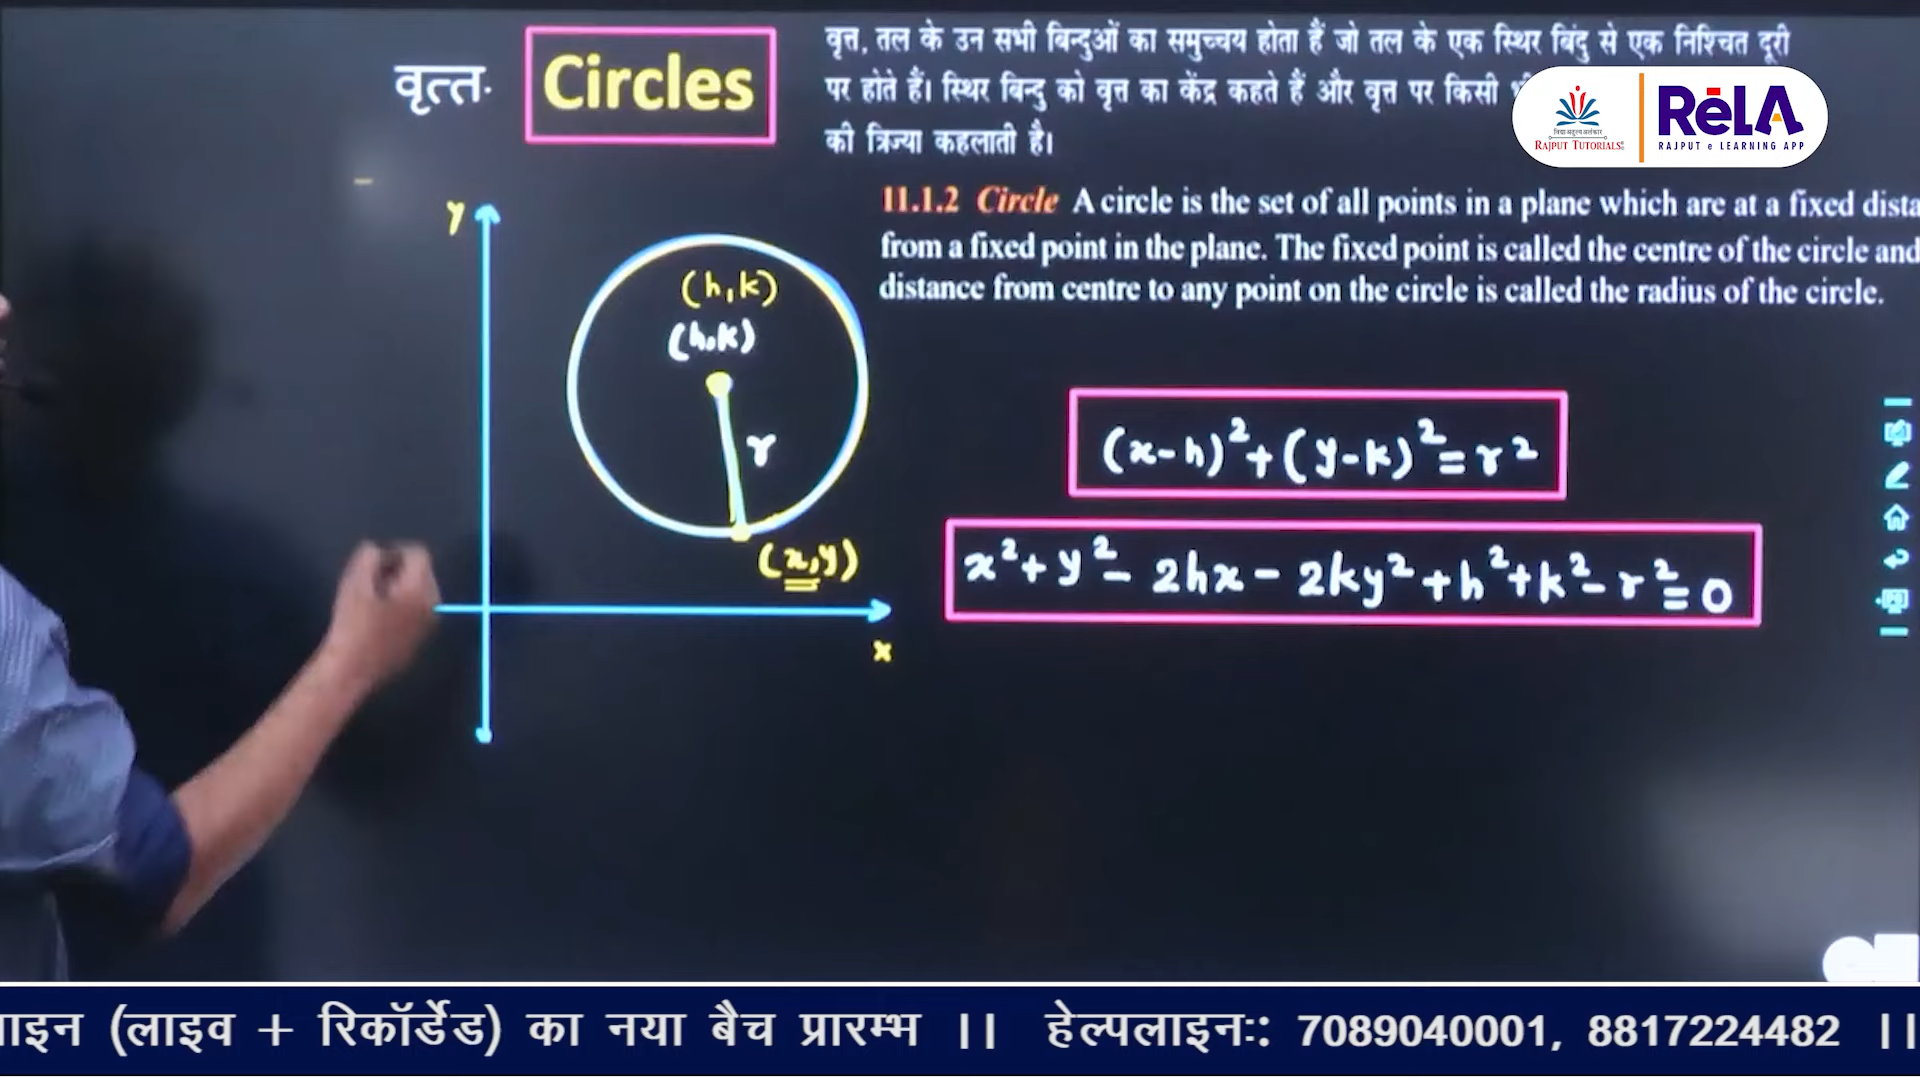 वृत्तः
Circles
वृत्त, तल के उन सभी बिन्दुओं का समुच्चय होता हैं जो तल के एक स्थिर बिंदु से एक निश्चित दूरी
पर होते हैं। स्थिर बिन्दु को वृत्त का केंद्र कहते हैं और वृत्त पर किसी
की त्रिज्या कहलाती है।
RAJPUT TUTORIALS
RēLA
RAJPUT e LEARNING APP
11.1.2 Circle A circle is the set of all points in a plane which are at a fixed dista
from a fixed point in the plane. The fixed point is called the centre of the circle and
distance from centre to any point on the circle is called the radius of the circle.
y
(h,k)
(h,k)
r
(x,y)
x
(x-h)²+(y-k)²=r²
x²+y²-2hx-2ky²+h²+k²-r²=0
ाइन (लाइव + रिकॉर्डेड) का नया बैच प्रारम्भ ।। हेल्पलाइनः: 7089040001, 8817224482 ।।